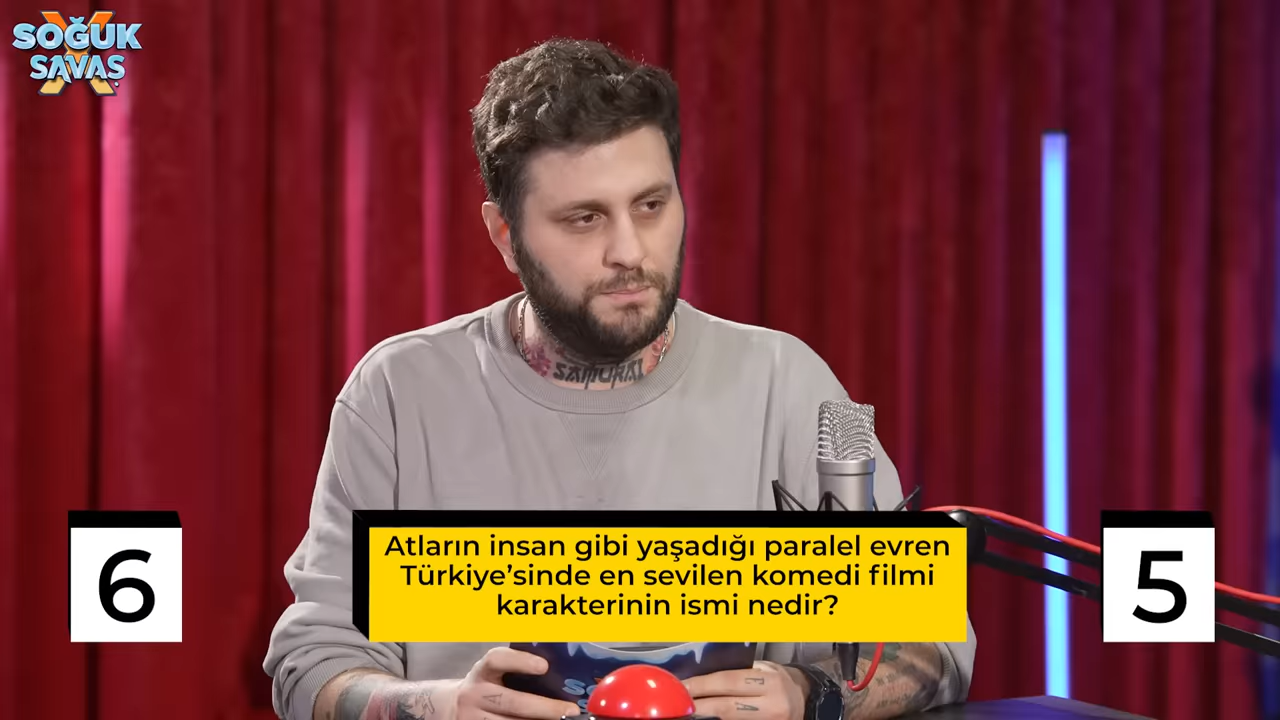 SOĞUK
SAVAŞ
SAMURAI
6
Atların insan gibi yaşadığı paralel evren
Türkiye’sinde en sevilen komedi filmi
karakterinin ismi nedir?
5